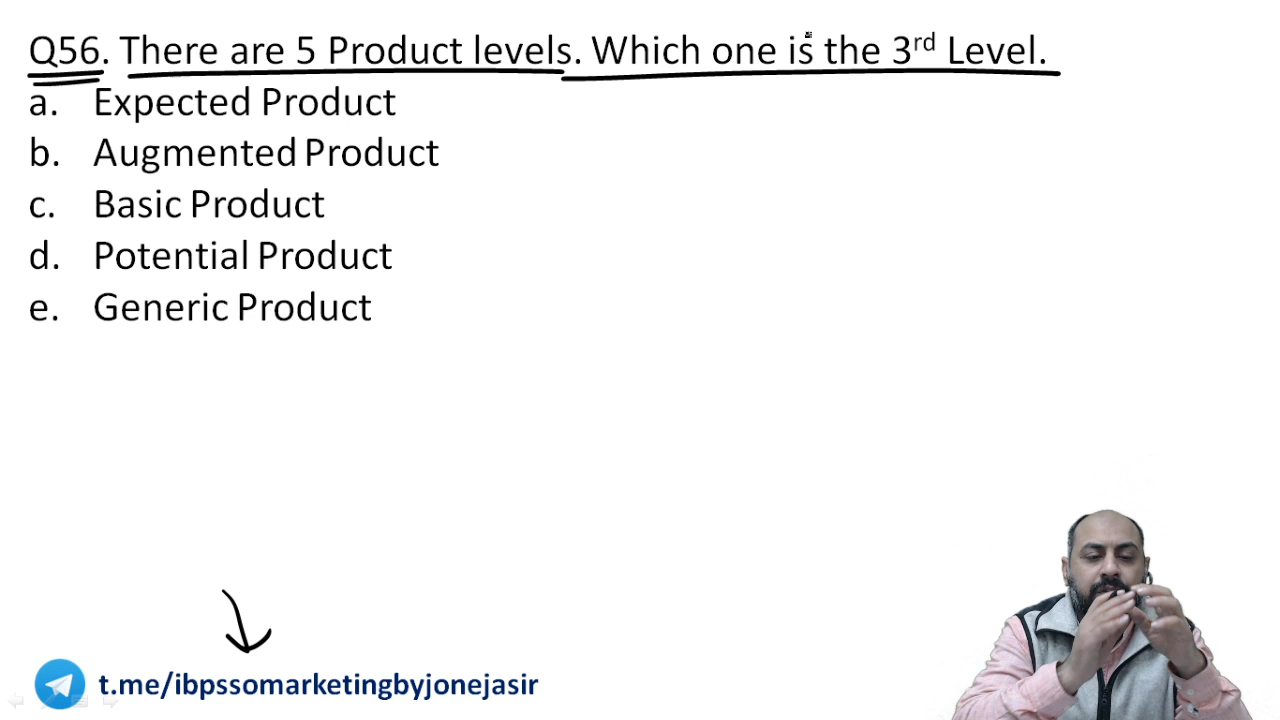 Q56. There are 5 Product levels. Which one is the 3rd Level.
a. Expected Product
b. Augmented Product
c. Basic Product
d. Potential Product
e. Generic Product
t.me/ibpssomarketingbyjonejasir